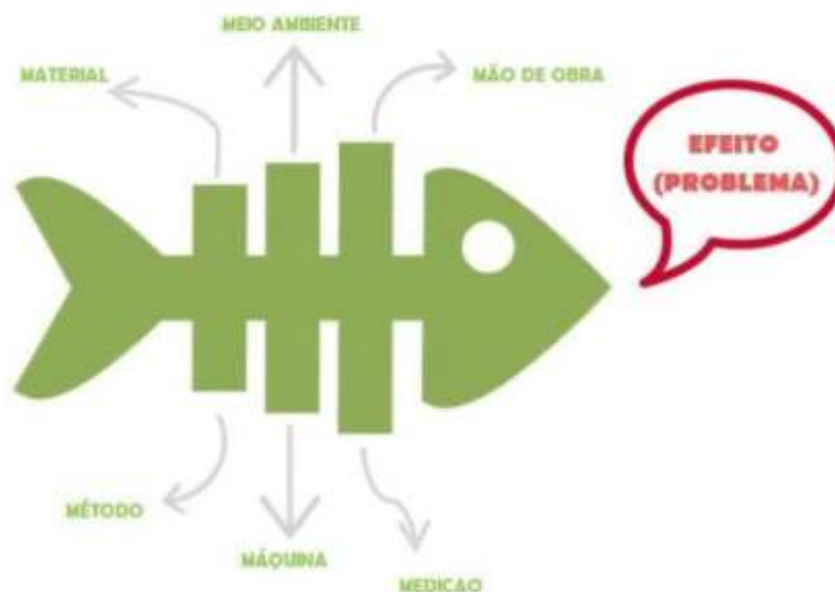 MEIO AMBIENTE
MATERIAL
MÃO DE OBRA
EFEITO
(PROBLEMA)
MÉTODO
MÁQUINA
MEDICAO